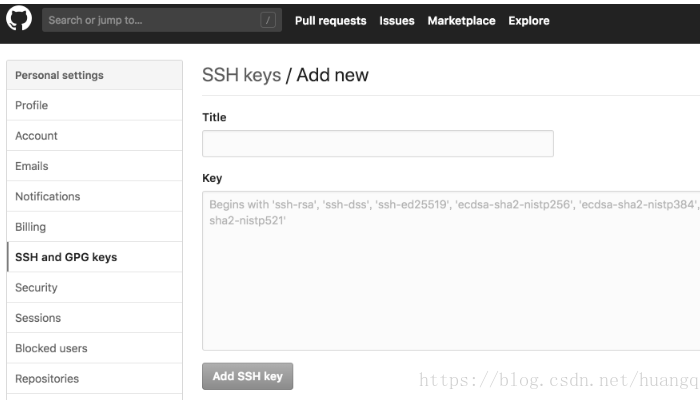 Search or jump to... /
Pull requests Issues Marketplace Explore
Personal settings
Profile
Account
Emails
Notifications
Billing
SSH and GPG keys
Security
Sessions
Blocked users
Repositories
SSH keys / Add new
Title
Key
Begins with 'ssh-rsa', 'ssh-dss', 'ssh-ed25519', 'ecdsa-sha2-nistp256', 'ecdsa-sha2-nistp384',
sha2-nistp521'
Add SSH key
https://blog.csdn.net/huangq